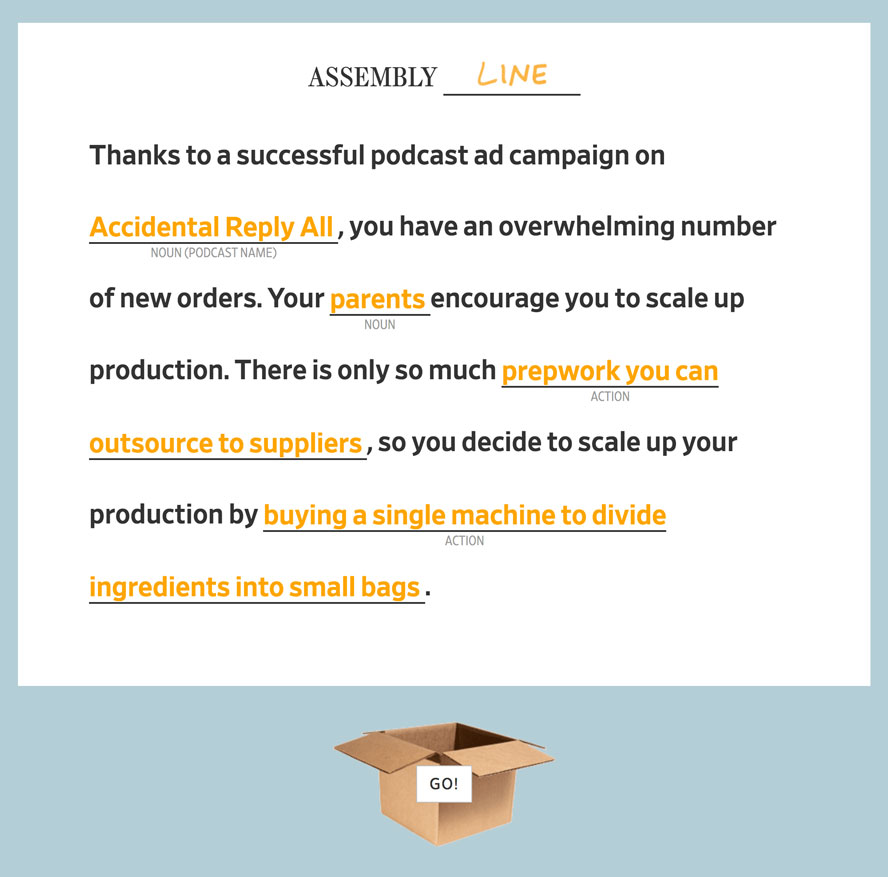 ASSEMBLY LINE
Thanks to a successful podcast ad campaign on
Accidental Reply All, you have an overwhelming number
NOUN (PODCAST NAME)
of new orders. Your parents encourage you to scale up
NOUN
production. There is only so much prepwork you can
ACTION
outsource to suppliers, so you decide to scale up your
production by buying a single machine to divide
ACTION
ingredients into small bags.
GO!